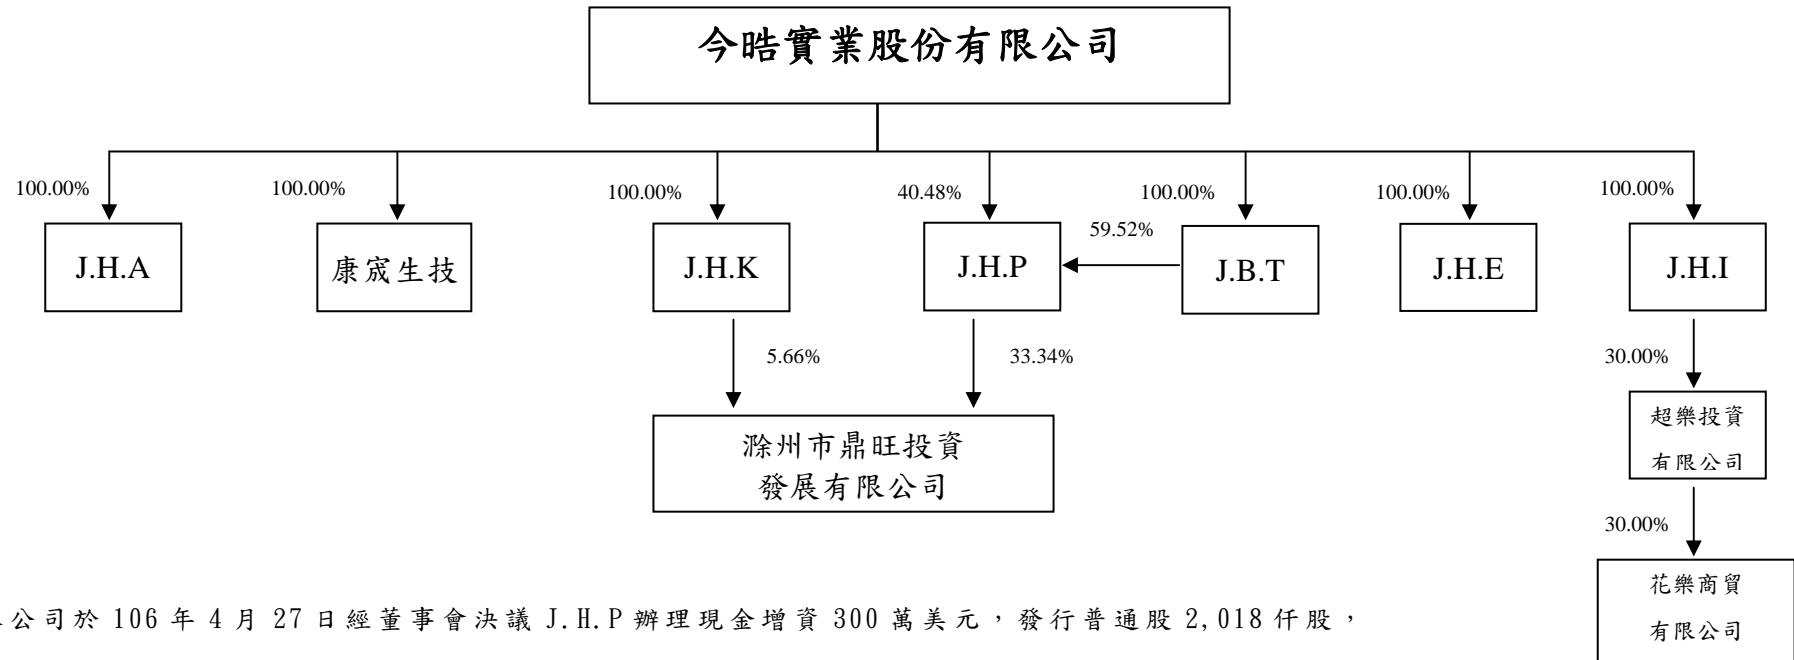 今晧實業股份有限公司
100.00%
100.00%
100.00%
40.48%
100.00%
100.00%
100.00%
59.52%
J.H.A
康宬生技
J.H.K
J.H.P
J.B.T
J.H.E
J.H.I
5.66%
33.34%
30.00%
滁州市鼎旺投資
發展有限公司
超樂投資
有限公司
30.00%
花樂商貿
有限公司
公司於 106 年 4 月 27 日經董事會決議 J.H.P 辦理現金增資 300 萬美元，發行普通股 2,018 仟股，